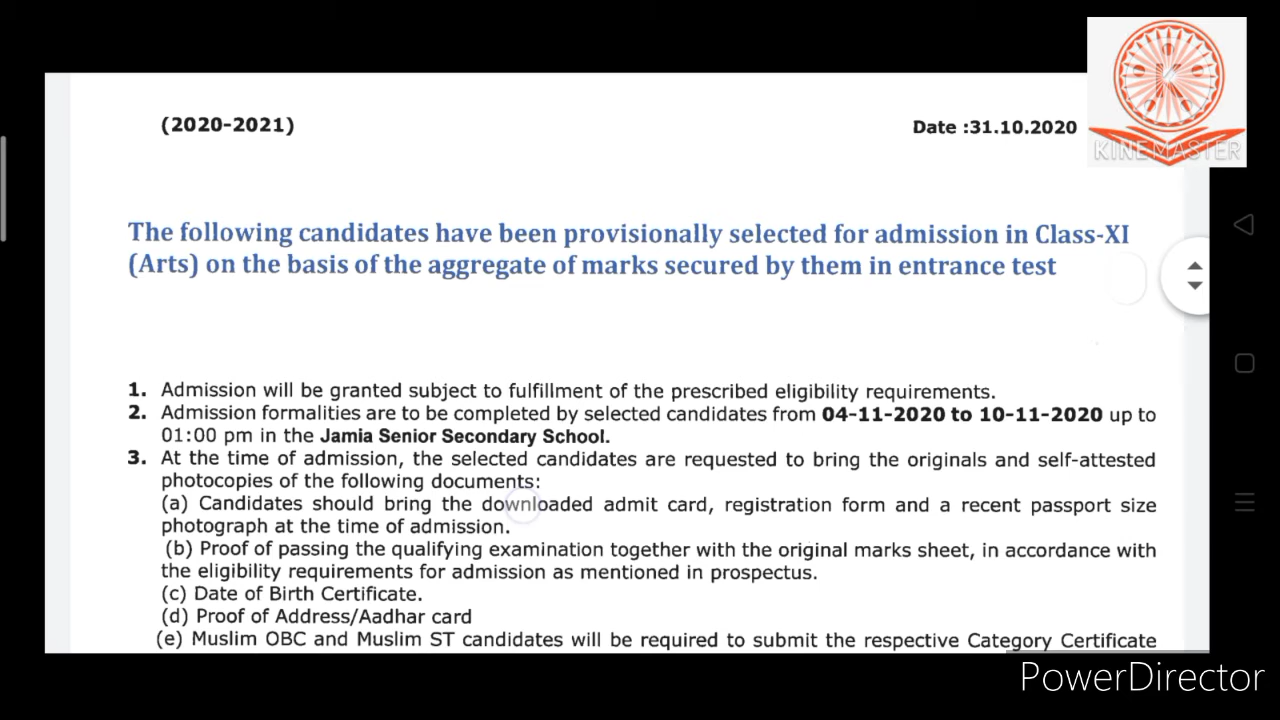 (2020-2021)
Date :31.10.2020
KINEMASTER
The following candidates have been provisionally selected for admission in Class-XI
(Arts) on the basis of the aggregate of marks secured by them in entrance test
1. Admission will be granted subject to fulfillment of the prescribed eligibility requirements.
2. Admission formalities are to be completed by selected candidates from 04-11-2020 to 10-11-2020 up to
01:00 pm in the Jamia Senior Secondary School.
3. At the time of admission, the selected candidates are requested to bring the originals and self-attested
photocopies of the following documents:
(a) Candidates should bring the downloaded admit card, registration form and a recent passport size
photograph at the time of admission.
(b) Proof of passing the qualifying examination together with the original marks sheet, in accordance with
the eligibility requirements for admission as mentioned in prospectus.
(c) Date of Birth Certificate.
(d) Proof of Address/Aadhar card
(e) Muslim OBC and Muslim ST candidates will be required to submit the respective Category Certificate
PowerDirector